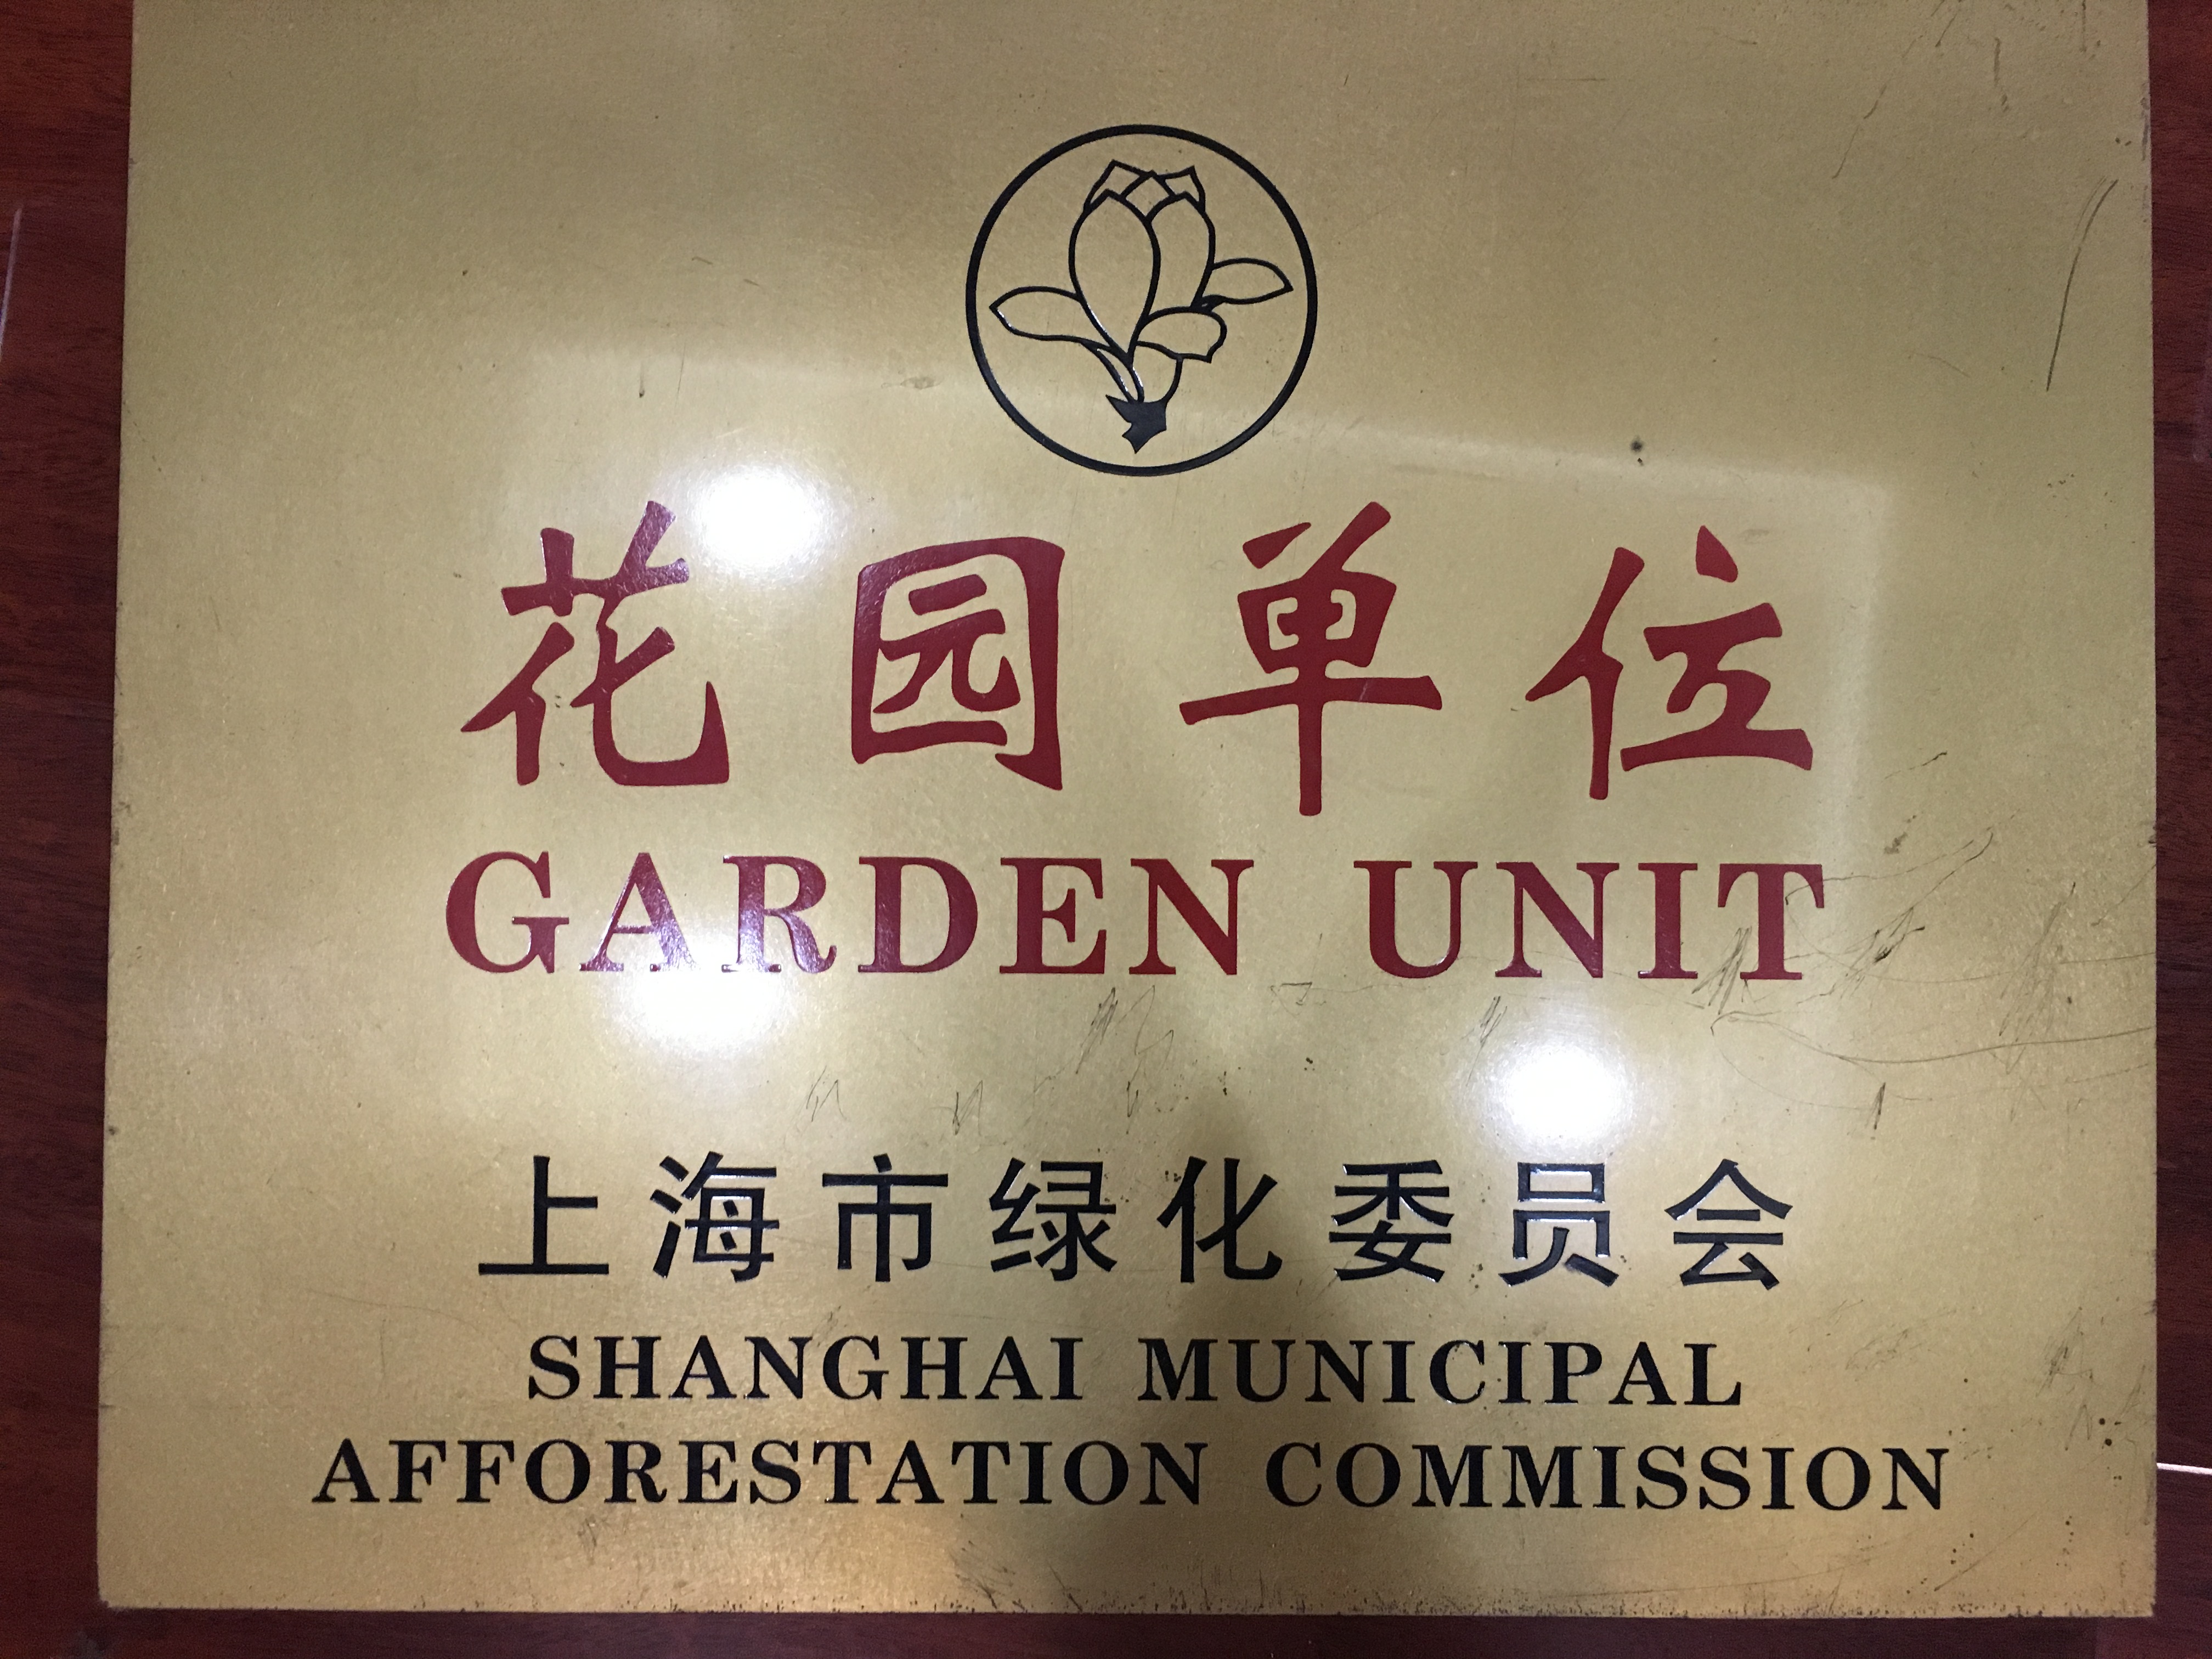 花园单位
GARDEN UNIT
上海市绿化委员会
SHANGHAI MUNICIPAL
AFFORESTATION COMMISSION